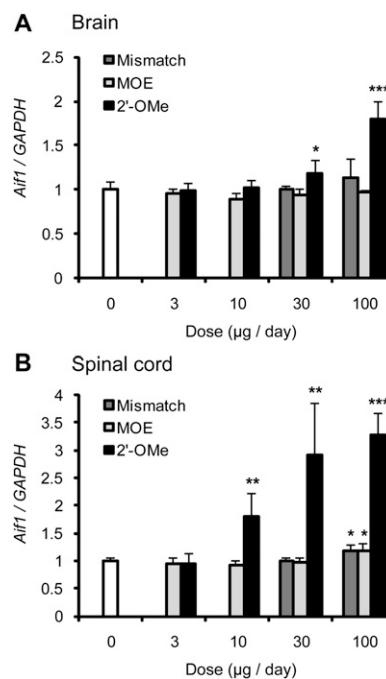 A Brain
2.5
2
1.5
1
0.5
0
Aif1 / GAPDH
Mismatch
MOE
2'-OMe
*
***
0 3 10 30 100
Dose (µg / day)
B Spinal cord
4
3.5
3
2.5
2
1.5
1
0.5
0
Aif1 / GAPDH
Mismatch
MOE
2'-OMe
**
**
* *
***
0 3 10 30 100
Dose (µg / day)